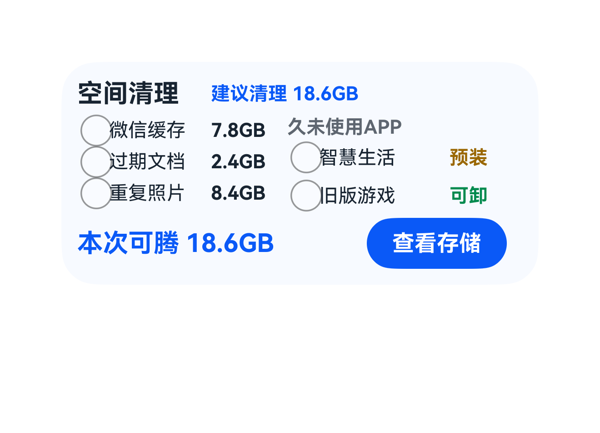 空间清理 建议清理 18.6GB
微信缓存 7.8GB
过期文档 2.4GB
重复照片 8.4GB
久未使用APP
智慧生活 预装
旧版游戏 可卸
本次可腾 18.6GB
查看存储